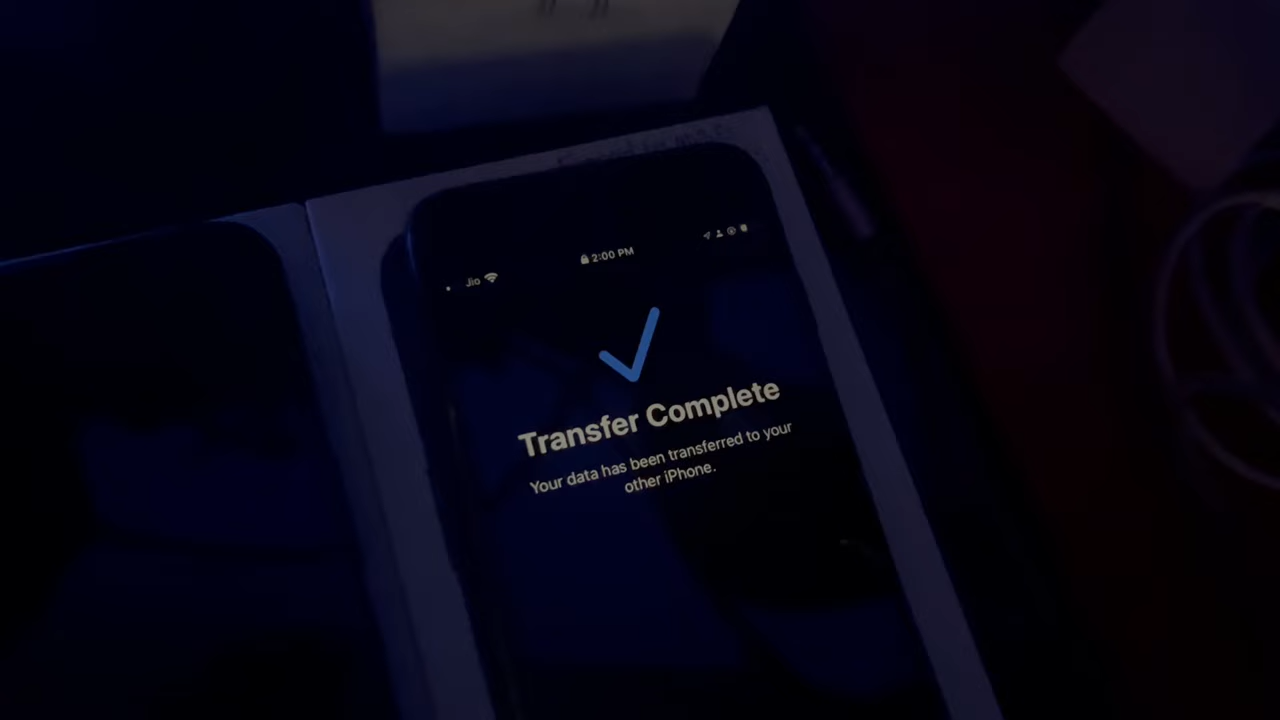 Jio
2:00 PM
Transfer Complete
Your data has been transferred to your
other iPhone.